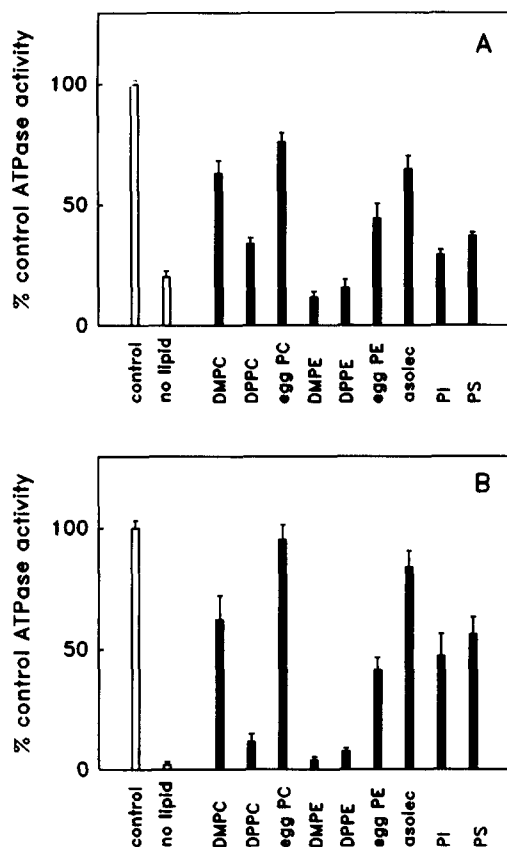 A
% control ATPase activity
100
50
0
control
no lipid
DMPC
DPPC
egg PC
DMPE
DPPE
egg PE
asolec
PI
PS
B
% control ATPase activity
100
50
0
control
no lipid
DMPC
DPPC
egg PC
DMPE
DPPE
egg PE
asolec
PI
PS